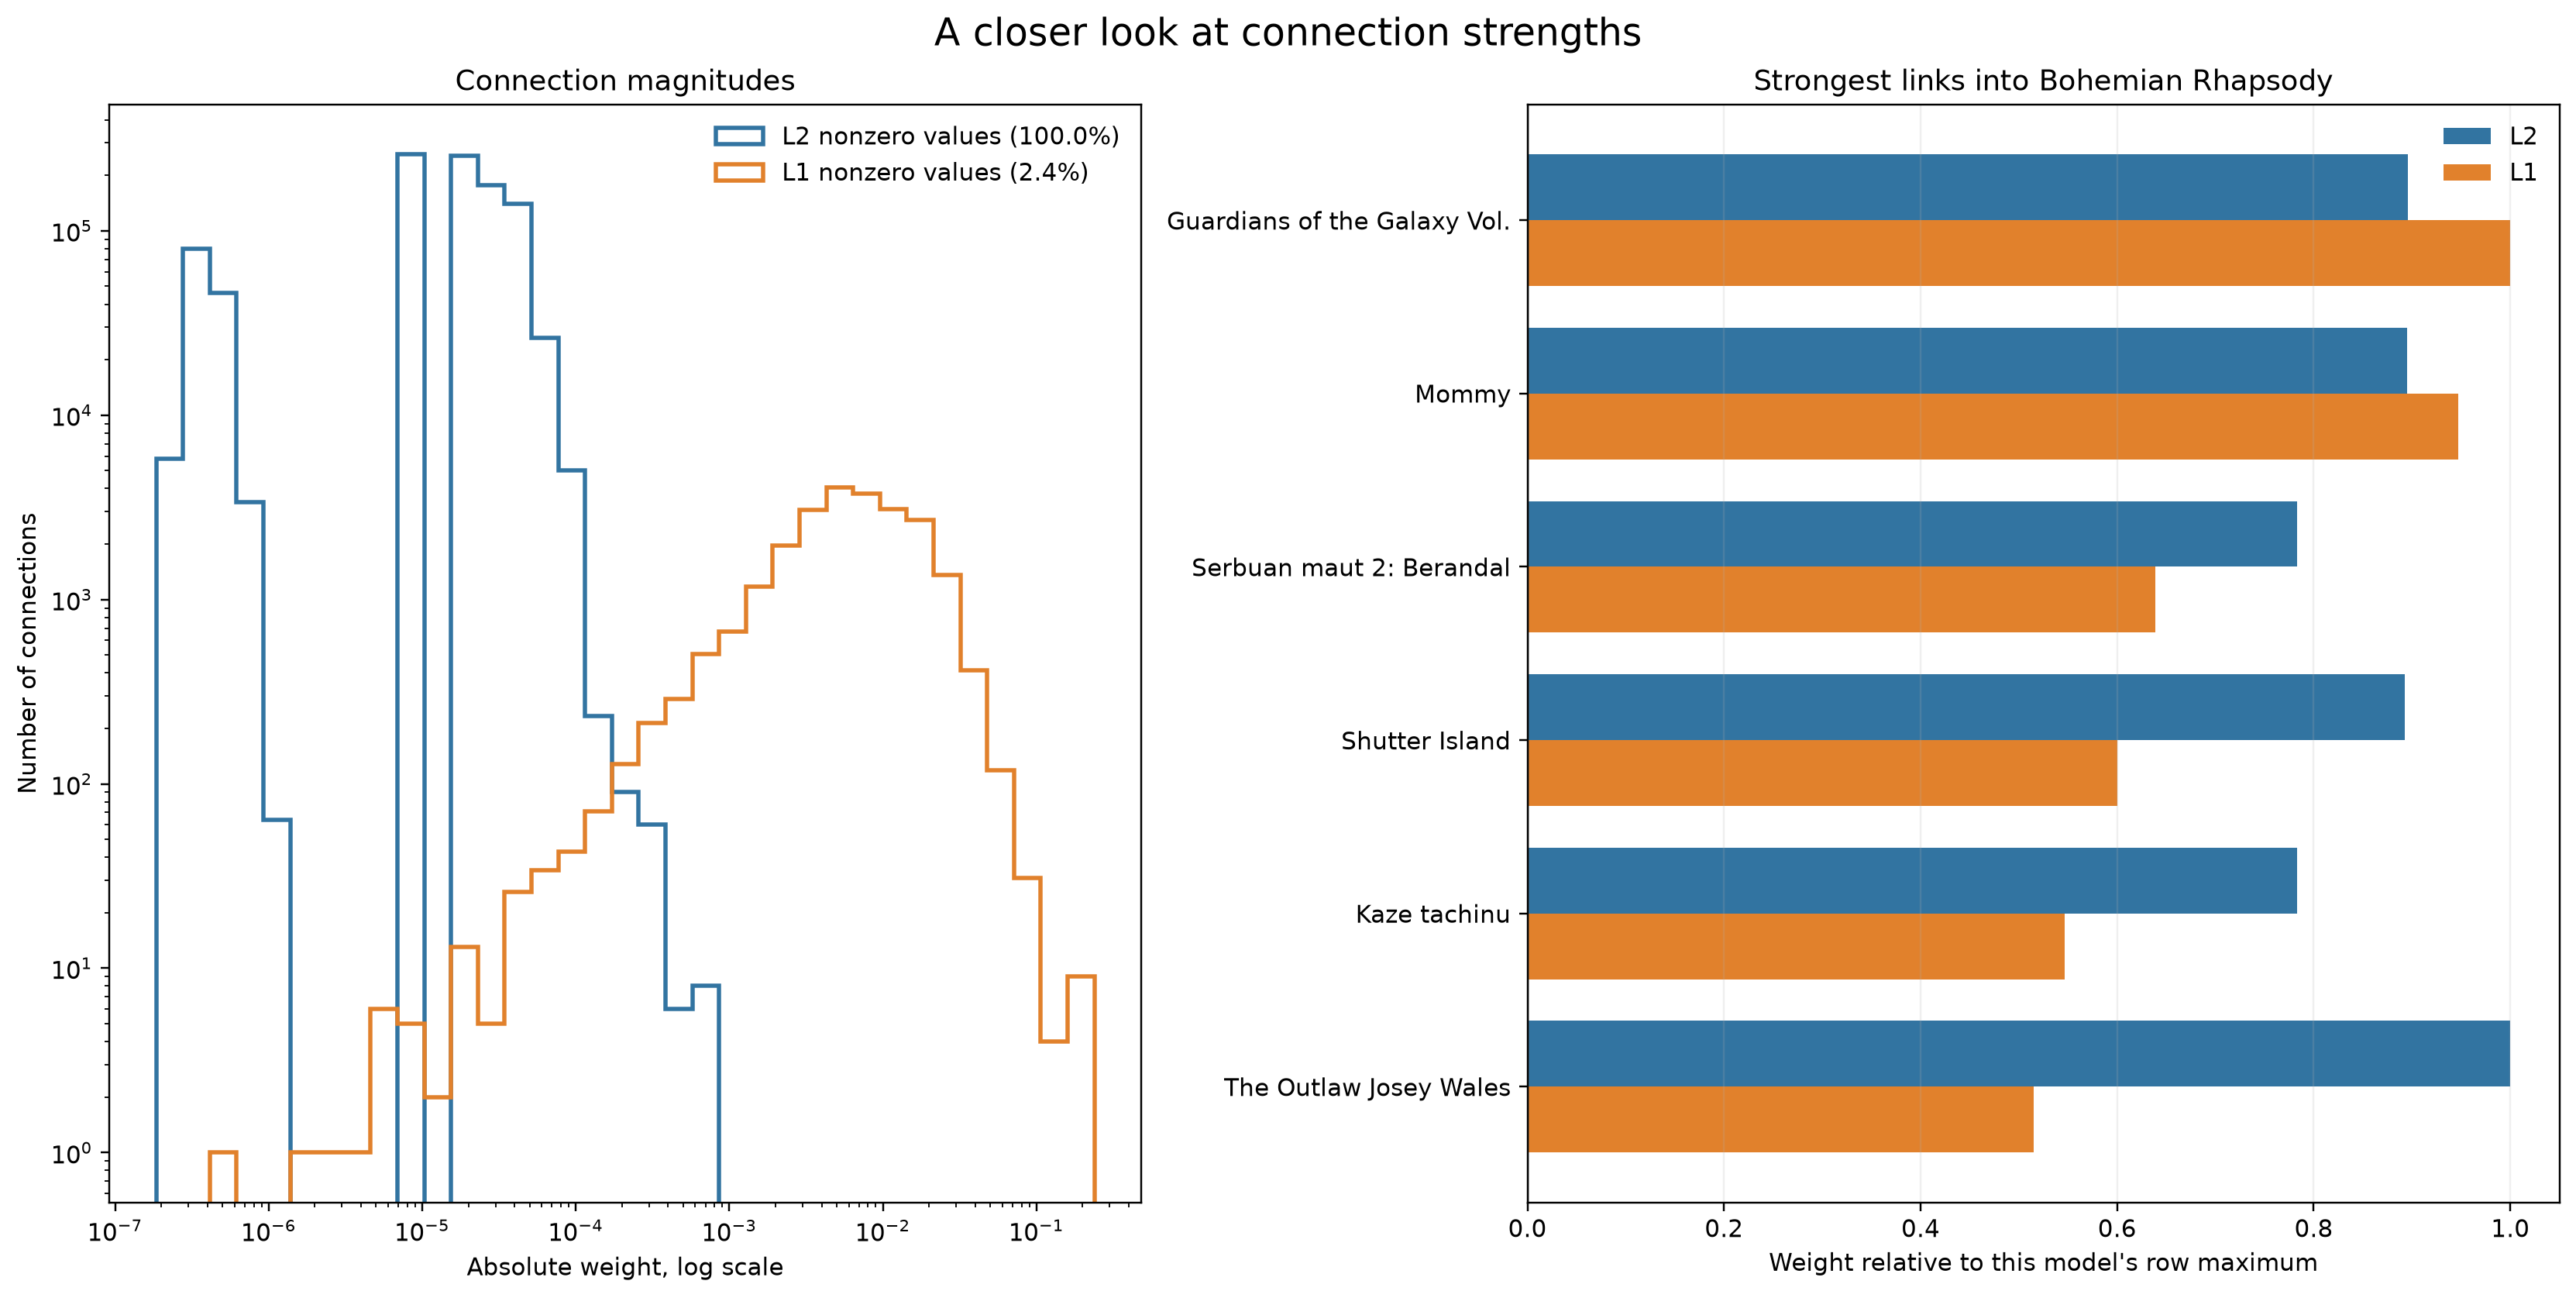 A closer look at connection strengths
Connection magnitudes
L2 nonzero values (100.0%)
L1 nonzero values (2.4%)
Number of connections
10⁵
10⁴
10³
10²
10¹
10⁰
10⁻⁷ 10⁻⁶ 10⁻⁵ 10⁻⁴ 10⁻³ 10⁻² 10⁻¹
Absolute weight, log scale
Strongest links into Bohemian Rhapsody
L2
L1
Guardians of the Galaxy Vol.
Mommy
Serbuan maut 2: Berandal
Shutter Island
Kaze tachinu
The Outlaw Josey Wales
0.0 0.2 0.4 0.6 0.8 1.0
Weight relative to this model's row maximum